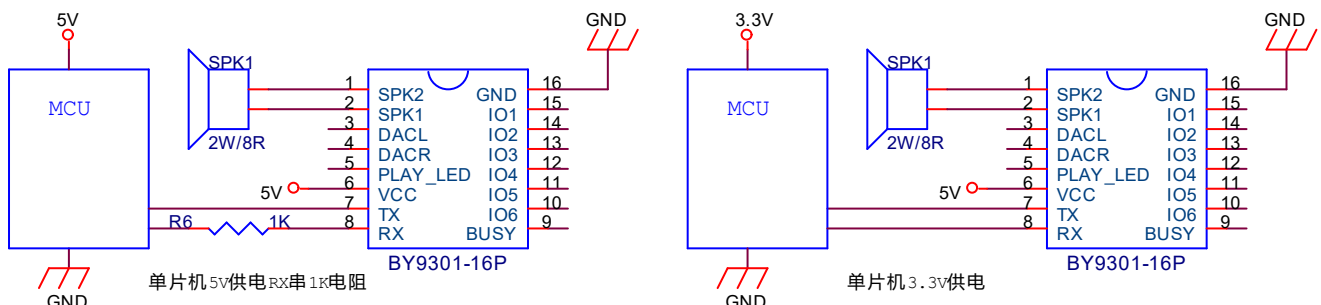 5V
GND
SPK1
MCU
2W/8R
1 SPK2
2 SPK1
3 DACL
4 DACR
5 PLAY_LED
5V 6 VCC
7 TX
R6 1K 8 RX
GND 16
IO1 15
IO2 14
IO3 13
IO4 12
IO5 11
IO6 10
BUSY 9
BY9301-16P
单片机5V供电RX串1K电阻
GND
3.3V
GND
SPK1
MCU
2W/8R
1 SPK2
2 SPK1
3 DACL
4 DACR
5 PLAY_LED
5V 6 VCC
7 TX
8 RX
GND 16
IO1 15
IO2 14
IO3 13
IO4 12
IO5 11
IO6 10
BUSY 9
BY9301-16P
单片机3.3V供电
GND